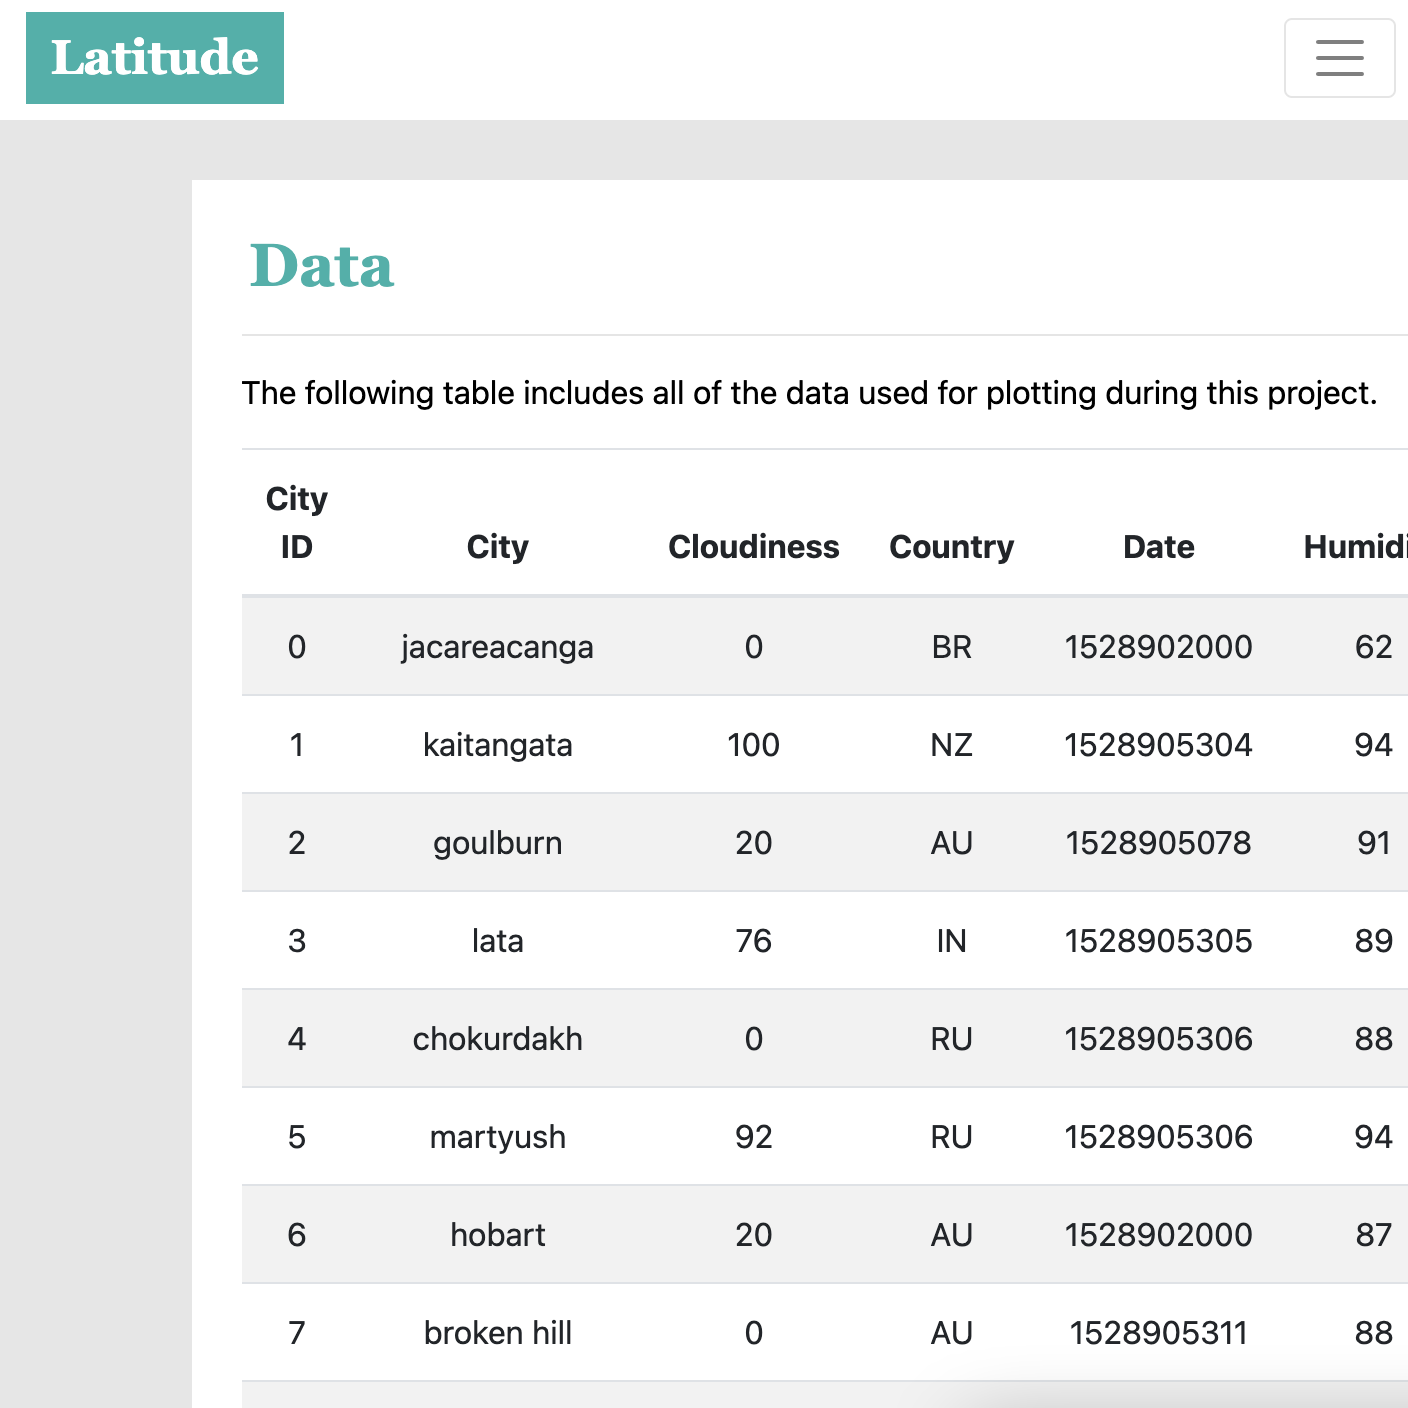 Latitude
Data
The following table includes all of the data used for plotting during this project.
City ID City Cloudiness Country Date
0 jacareacanga 0 BR 1528902000 62
1 kaitangata 100 NZ 1528905304 94
2 goulburn 20 AU 1528905078 91
3 lata 76 IN 1528905305 89
4 chokurdakh 0 RU 1528905306 88
5 martyush 92 RU 1528905306 94
6 hobart 20 AU 1528902000 87
7 broken hill 0 AU 1528905311 88